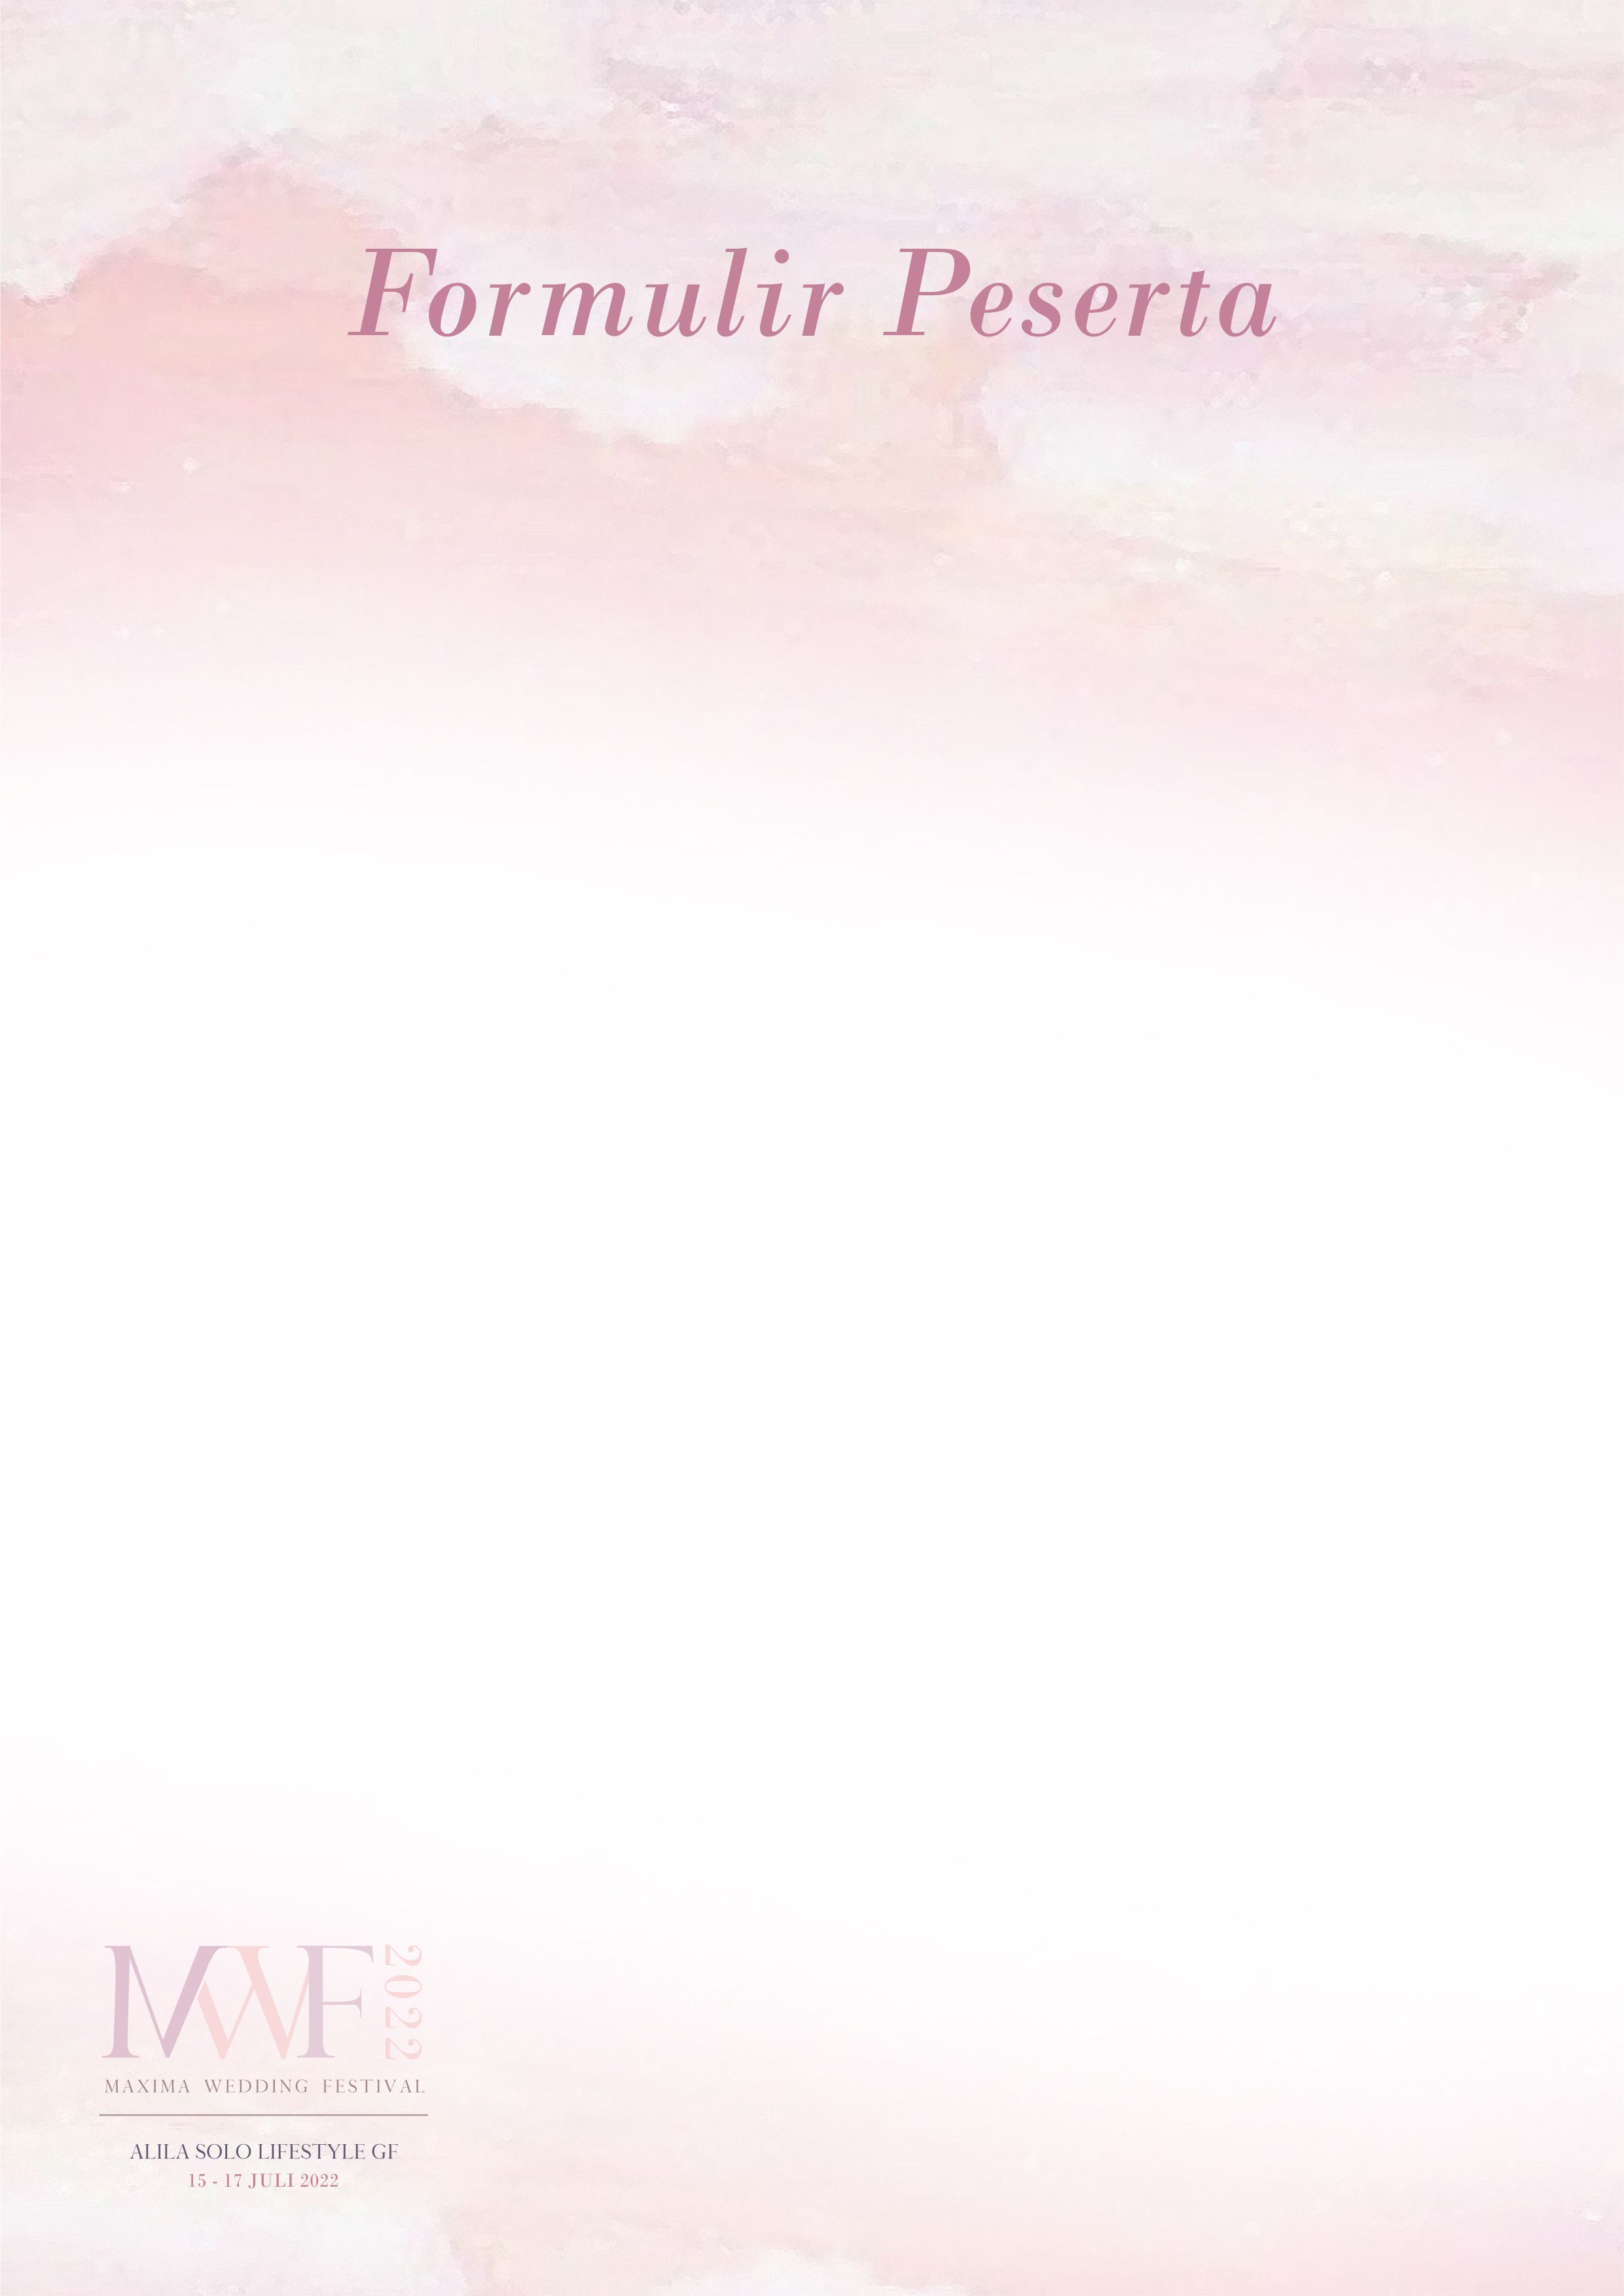 Formulir Peserta
MWF 2022
MAXIMA WEDDING FESTIVAL
ALILA SOLO LIFESTYLE GF
15 - 17 JULI 2022